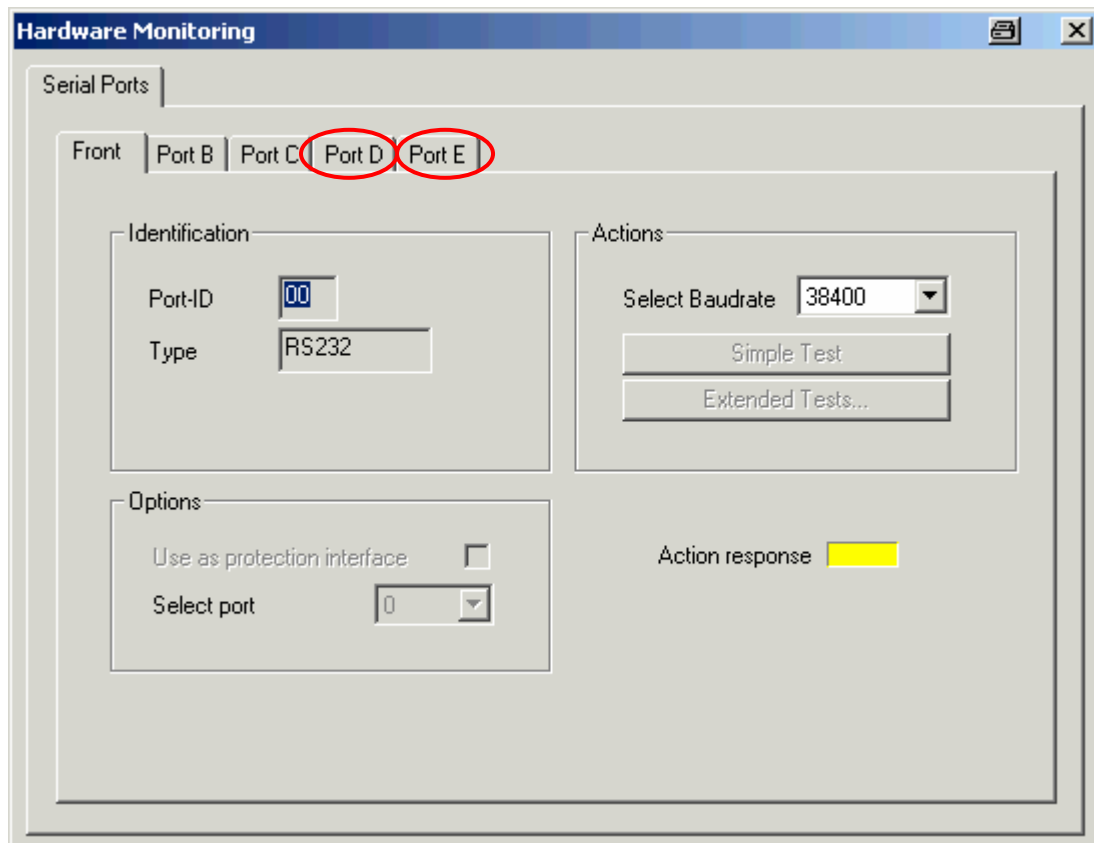 Hardware Monitoring
Serial Ports
Front Port B Port C Port D Port E
Identification
Port-ID 00
Type RS232
Actions
Select Baudrate 38400
Simple Test
Extended Tests...
Options
Use as protection interface
Select port 0
Action response